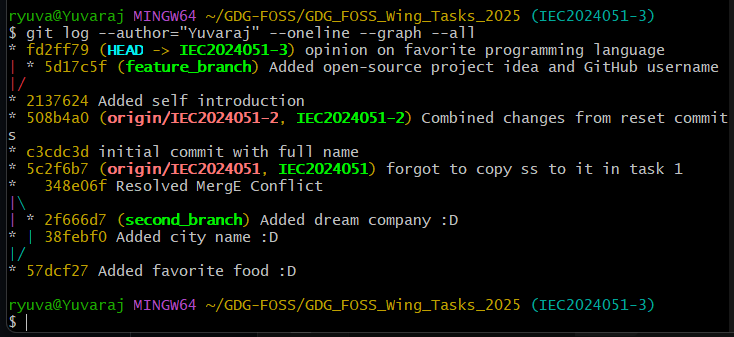 ryuva@Yuvaraj MINGW64 ~/GDG-FOSS/GDG_FOSS_Wing_Tasks_2025 (IEC2024051-3)
$ git log --author="Yuvaraj" --oneline --graph --all
* fd2ff79 (HEAD -> IEC2024051-3) opinion on favorite programming language
| * 5d17c5f (feature_branch) Added open-source project idea and GitHub username
|/
* 2137624 Added self introduction
* 508b4a0 (origin/IEC2024051-2, IEC2024051-2) Combined changes from reset commit
s
* c3cdc3d initial commit with full name
* 5c2f6b7 (origin/IEC2024051, IEC2024051) forgot to copy ss to it in task 1
*   348e06f Resolved MergE Conflict
|\
| * 2f666d7 (second_branch) Added dream company :D
* | 38febf0 Added city name :D
|/
* 57dcf27 Added favorite food :D
ryuva@Yuvaraj MINGW64 ~/GDG-FOSS/GDG_FOSS_Wing_Tasks_2025 (IEC2024051-3)
$